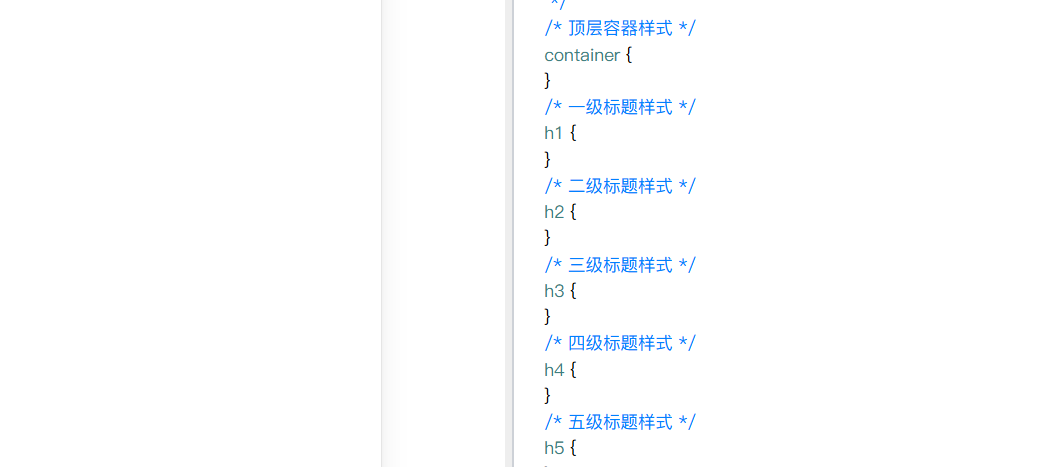 */
/* 顶层容器样式 */
container {
}
/* 一级标题样式 */
h1 {
}
/* 二级标题样式 */
h2 {
}
/* 三级标题样式 */
h3 {
}
/* 四级标题样式 */
h4 {
}
/* 五级标题样式 */
h5 {